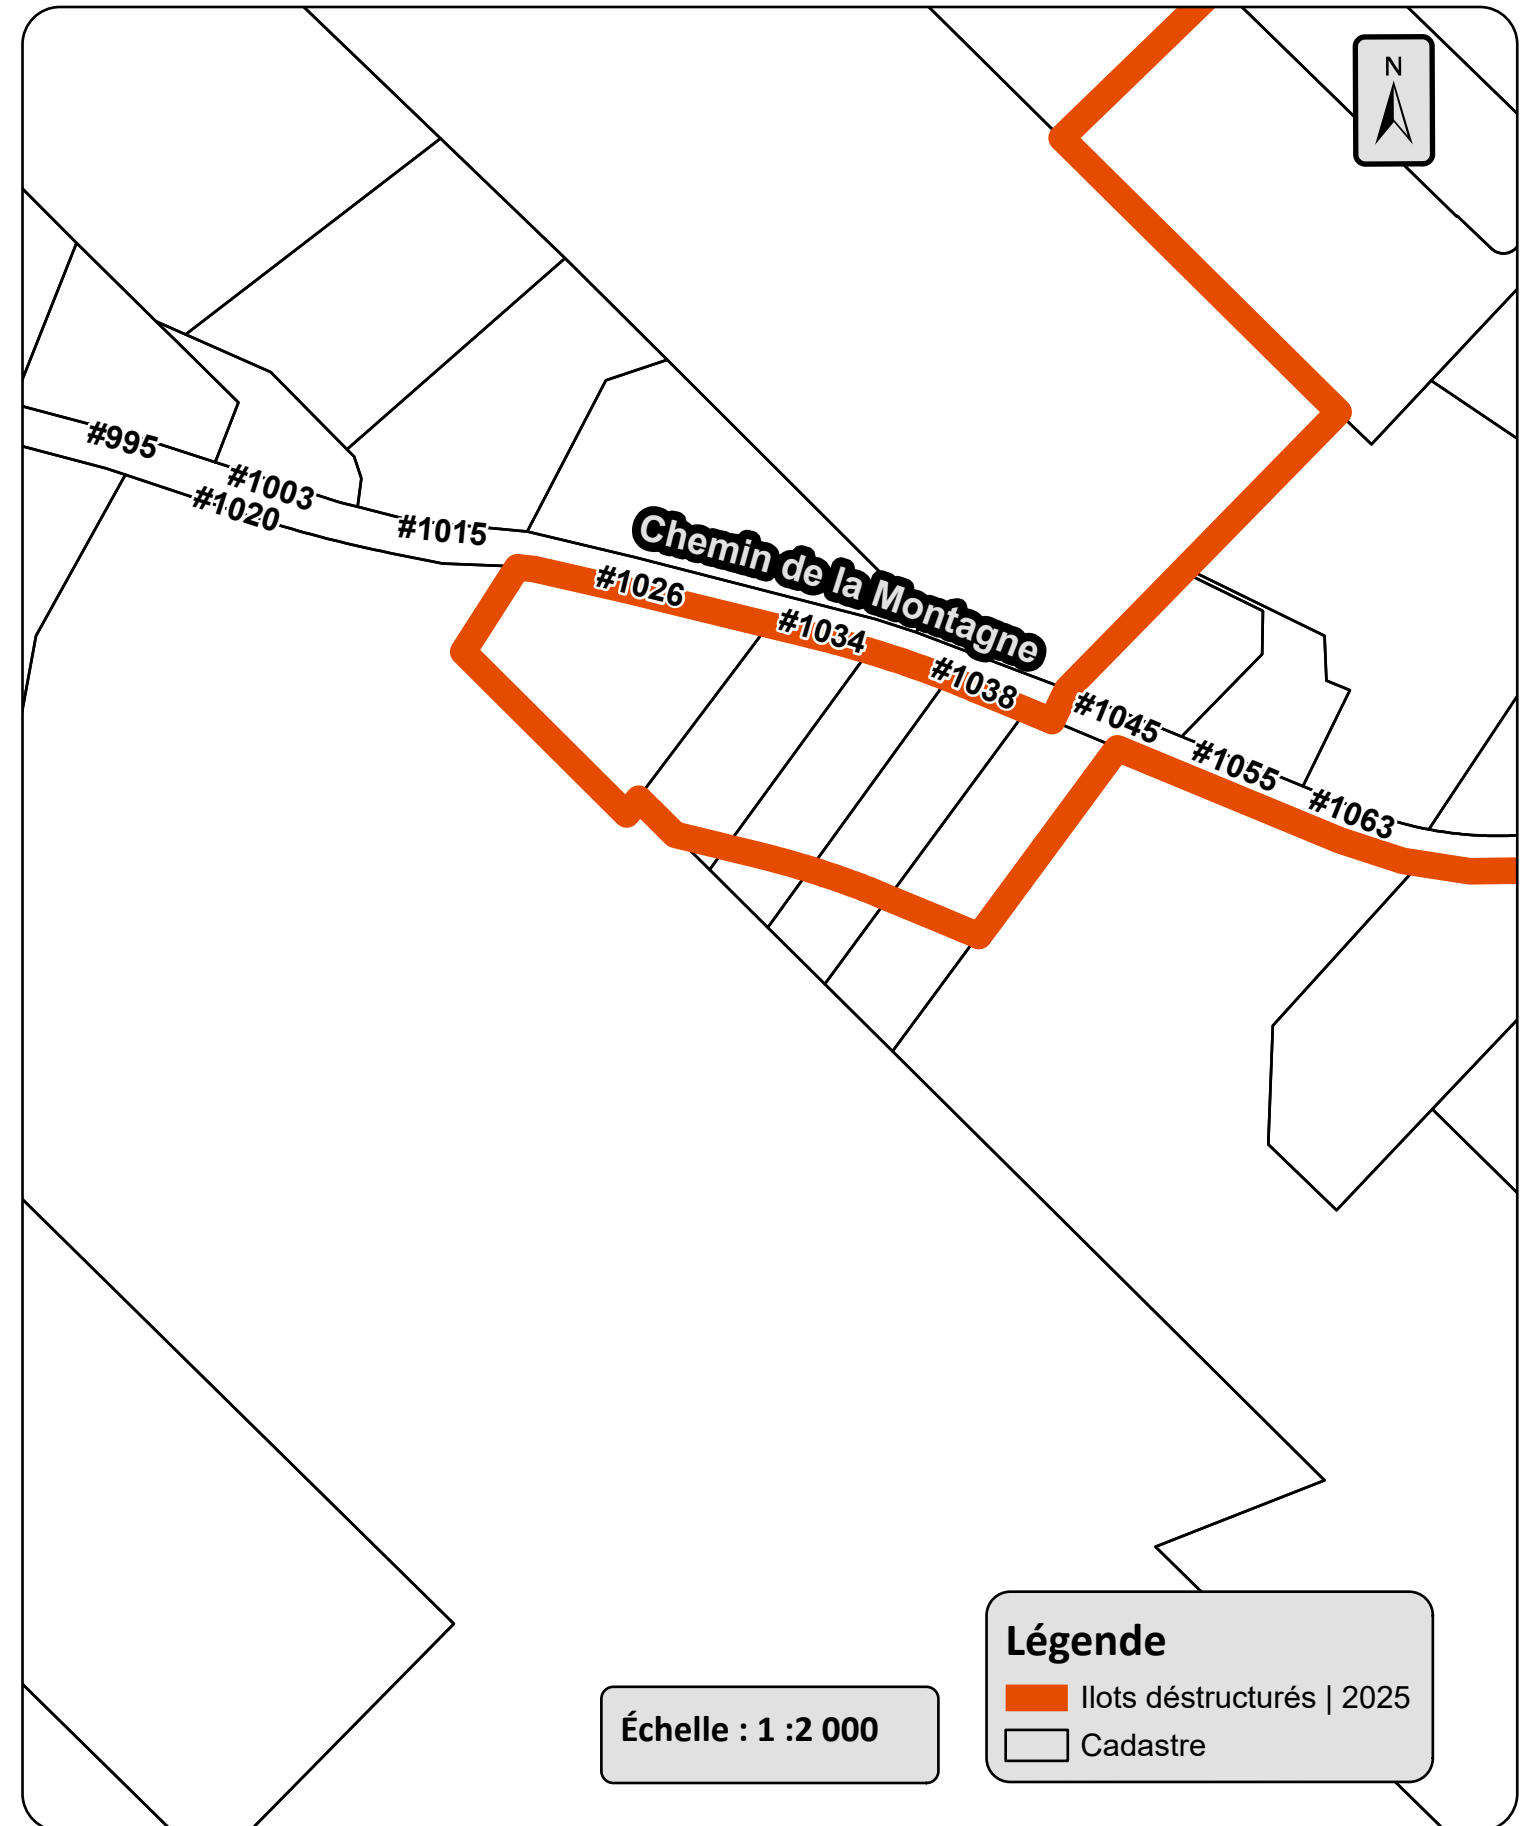 N
#995
#1003
#1020
#1015
Chemin de la Montagne
#1026
#1034
#1038
#1045
#1055
#1063
Légende
Ilots déstructurés | 2025
Cadastre
Échelle : 1 :2 000